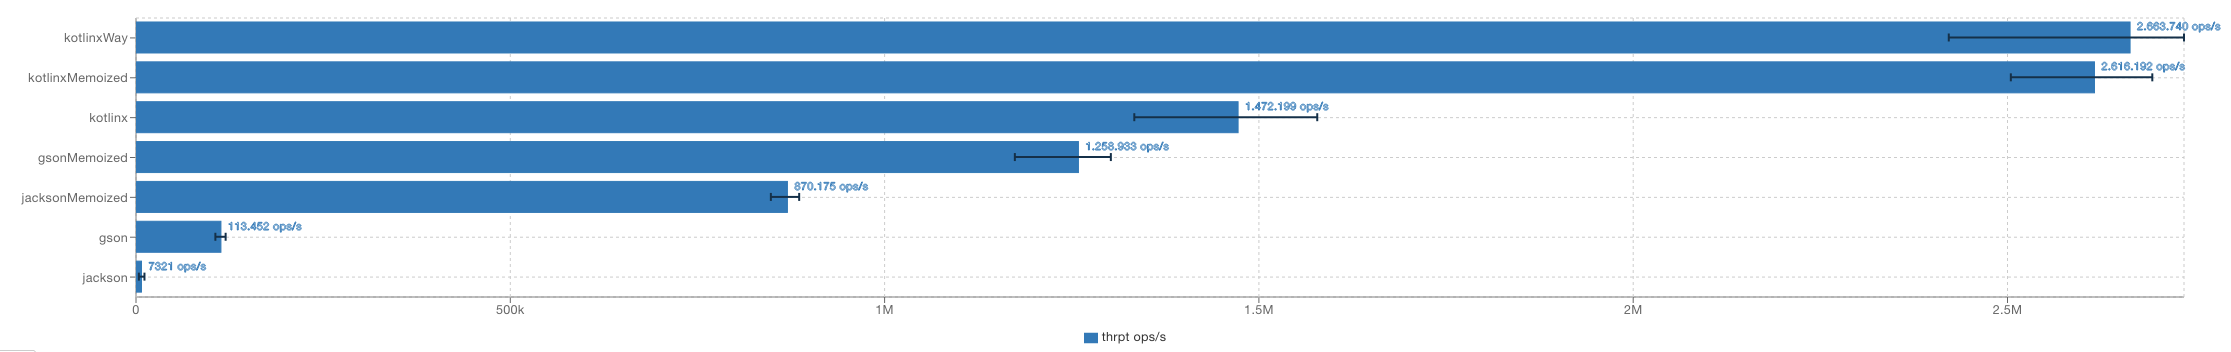 kotlinxWay
2.663.740 ops/s
kotlinxMemoized
2.616.192 ops/s
kotlinx
1.472.199 ops/s
gsonMemoized
1.258.933 ops/s
jacksonMemoized
870.175 ops/s
gson
113.452 ops/s
jackson
7321 ops/s
0 500k 1M 1.5M 2M 2.5M
thrpt ops/s